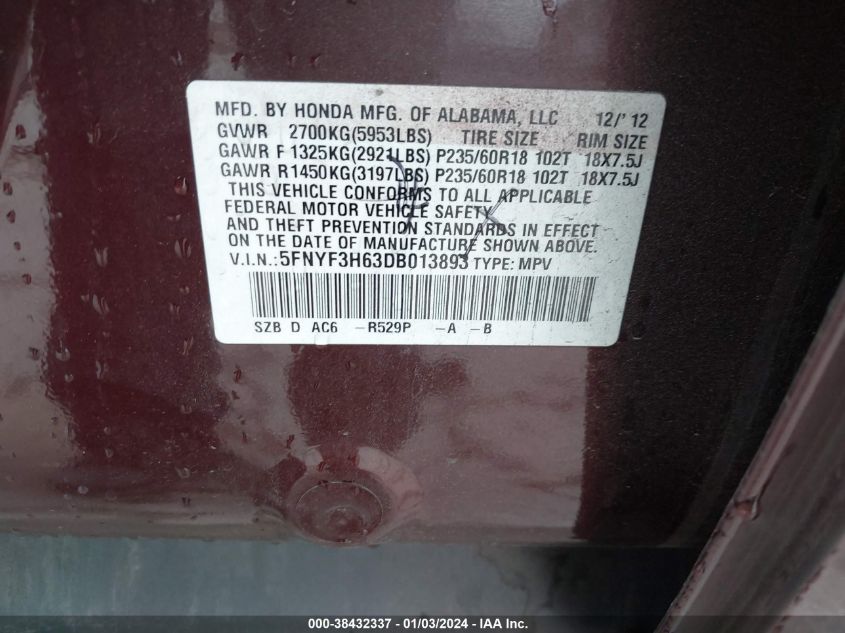 MFD. BY HONDA MFG. OF ALABAMA, LLC 12/'12
GVWR 2700KG(5953LBS) TIRE SIZE RIM SIZE
GAWR F 1325KG(2921LBS) P235/60R18 102T 18X7.5J
GAWR R1450KG(3197LBS) P235/60R18 102T 18X7.5J
THIS VEHICLE CONFORMS TO ALL APPLICABLE
FEDERAL MOTOR VEHICLE SAFETY
AND THEFT PREVENTION STANDARDS IN EFFECT
ON THE DATE OF MANUFACTURE SHOWN ABOVE.
V.I.N.: 5FNYF3H63DB013893 TYPE: MPV
SZB D AC6 -R529P -A -B
000-38432337 - 01/03/2024 - IAA Inc.